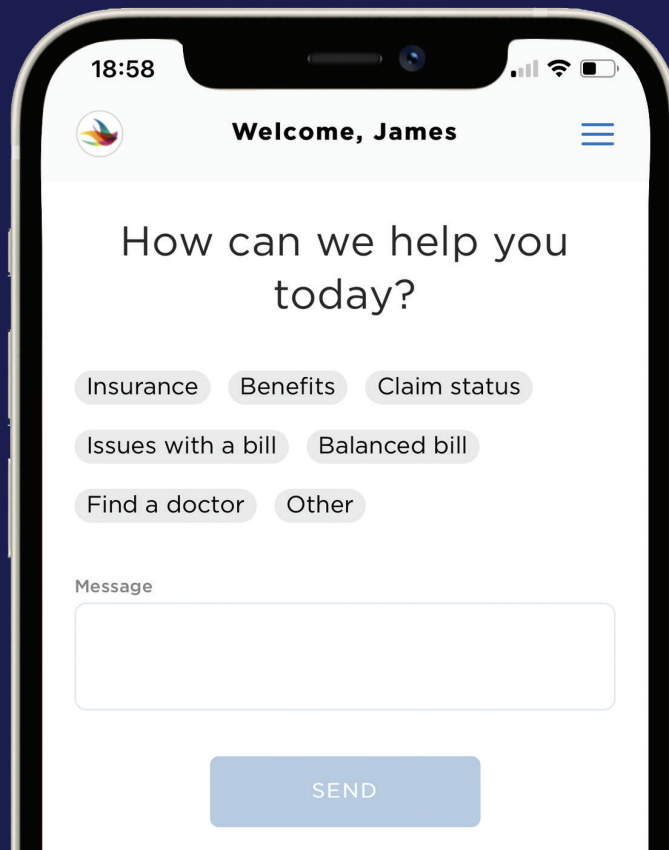 18:58
Welcome, James
How can we help you
today?
Insurance Benefits Claim status
Issues with a bill Balanced bill
Find a doctor Other
Message
SEND